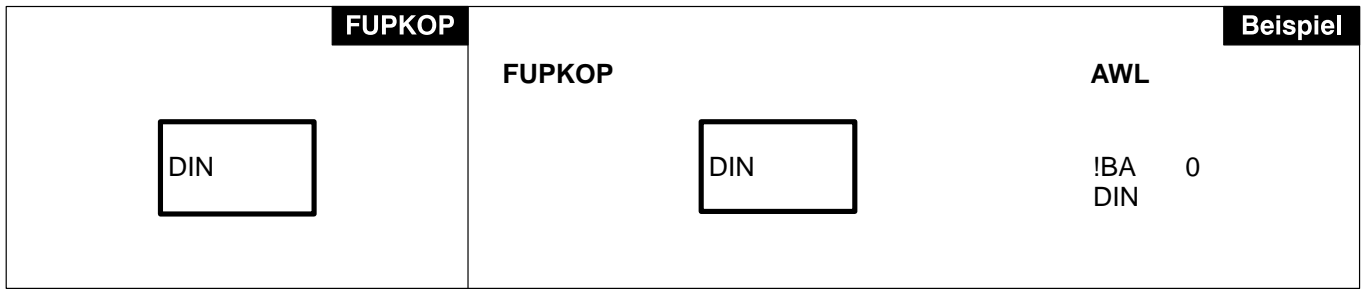 FUPKOP
DIN
Beispiel
FUPKOP
AWL
DIN
!BA 0
DIN